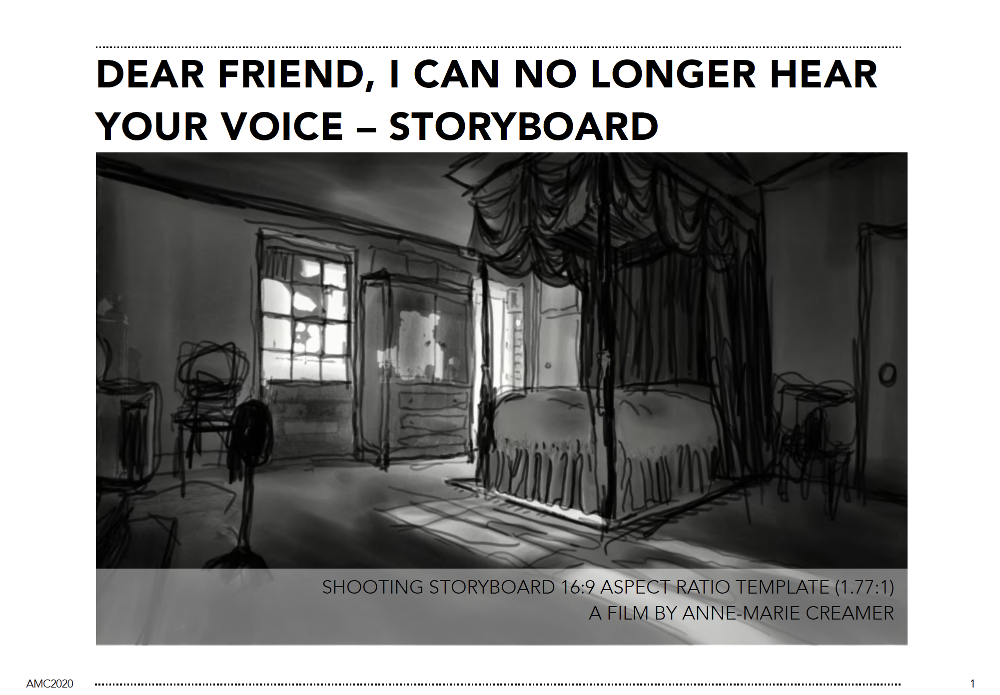 DEAR FRIEND, I CAN NO LONGER HEAR
YOUR VOICE – STORYBOARD
SHOOTING STORYBOARD 16:9 ASPECT RATIO TEMPLATE (1.77:1)
A FILM BY ANNE-MARIE CREAMER
AMC2020
1